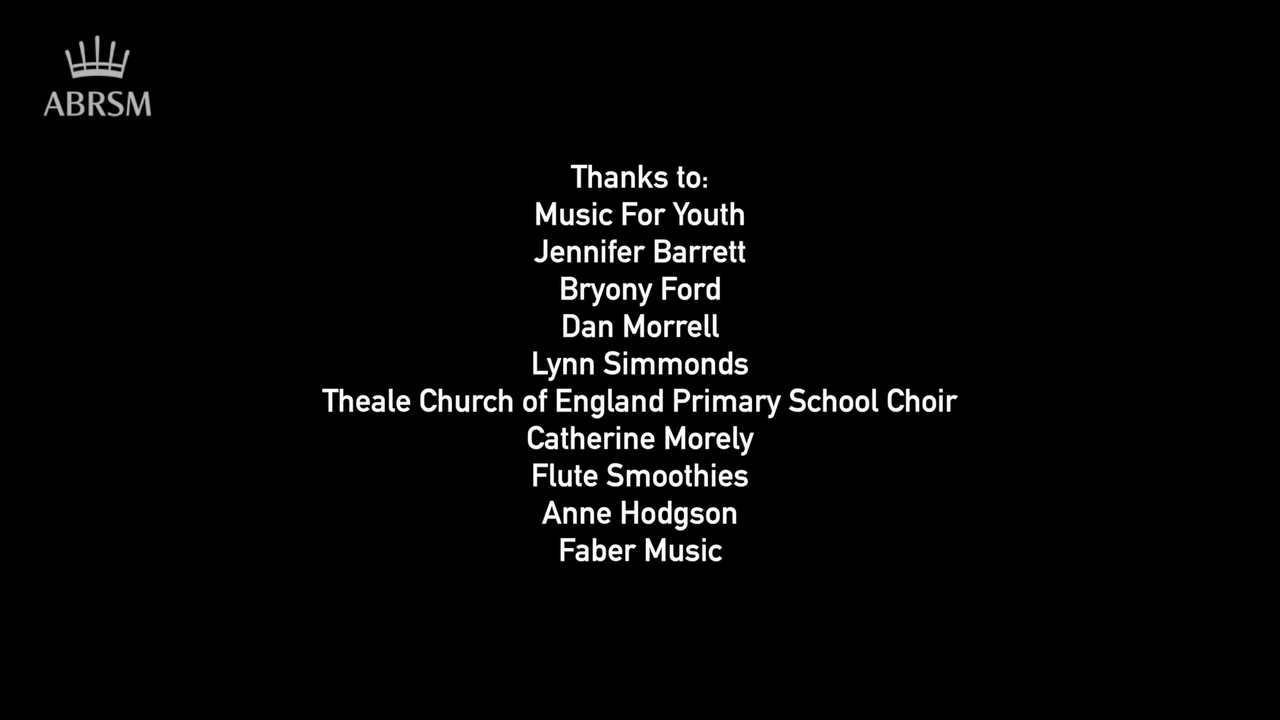 ABRSM
Thanks to:
Music For Youth
Jennifer Barrett
Bryony Ford
Dan Morrell
Lynn Simmonds
Theale Church of England Primary School Choir
Catherine Morely
Flute Smoothies
Anne Hodgson
Faber Music